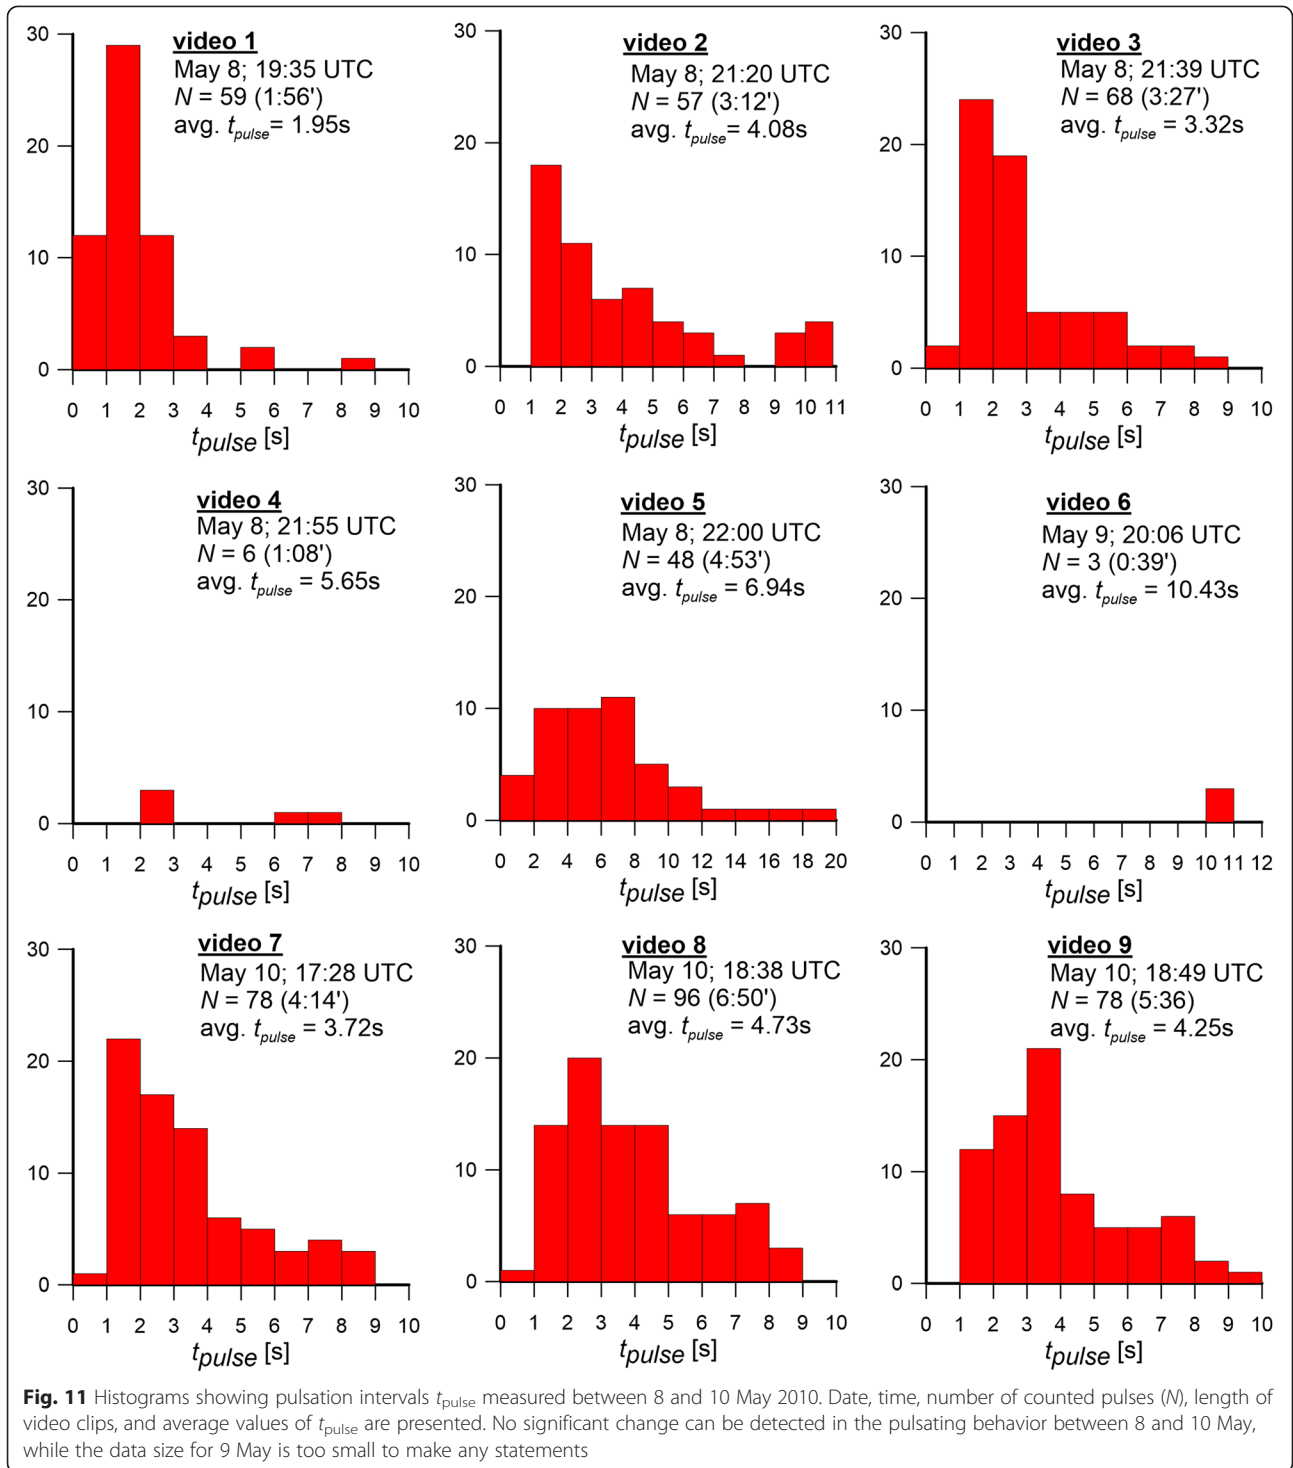 video 1
May 8; 19:35 UTC
N = 59 (1:56')
avg. tpulse= 1.95s
30
20
10
0
0 1 2 3 4 5 6 7 8 9 10
tpulse [s]
video 2
May 8; 21:20 UTC
N = 57 (3:12')
avg. tpulse= 4.08s
30
20
10
0
0 1 2 3 4 5 6 7 8 9 10 11
tpulse [s]
video 3
May 8; 21:39 UTC
N = 68 (3:27')
avg. tpulse = 3.32s
30
20
10
0
0 1 2 3 4 5 6 7 8 9 10
tpulse [s]
video 4
May 8; 21:55 UTC
N = 6 (1:08')
avg. tpulse = 5.65s
30
20
10
0
0 1 2 3 4 5 6 7 8 9 10
tpulse [s]
video 5
May 8; 22:00 UTC
N = 48 (4:53')
avg. tpulse = 6.94s
30
20
10
0
0 2 4 6 8 10 12 14 16 18 20
tpulse [s]
video 6
May 9; 20:06 UTC
N = 3 (0:39')
avg. tpulse = 10.43s
30
20
10
0
0 1 2 3 4 5 6 7 8 9 10 11 12
tpulse [s]
video 7
May 10; 17:28 UTC
N = 78 (4:14')
avg. tpulse = 3.72s
30
20
10
0
0 1 2 3 4 5 6 7 8 9 10
tpulse [s]
video 8
May 10; 18:38 UTC
N = 96 (6:50')
avg. tpulse = 4.73s
30
20
10
0
0 1 2 3 4 5 6 7 8 9 10
tpulse [s]
video 9
May 10; 18:49 UTC
N = 78 (5:36)
avg. tpulse = 4.25s
30
20
10
0
0 1 2 3 4 5 6 7 8 9 10
tpulse [s]
Fig. 11 Histograms showing pulsation intervals tpulse measured between 8 and 10 May 2010. Date, time, number of counted pulses (N), length of
video clips, and average values of tpulse are presented. No significant change can be detected in the pulsating behavior between 8 and 10 May,
while the data size for 9 May is too small to make any statements